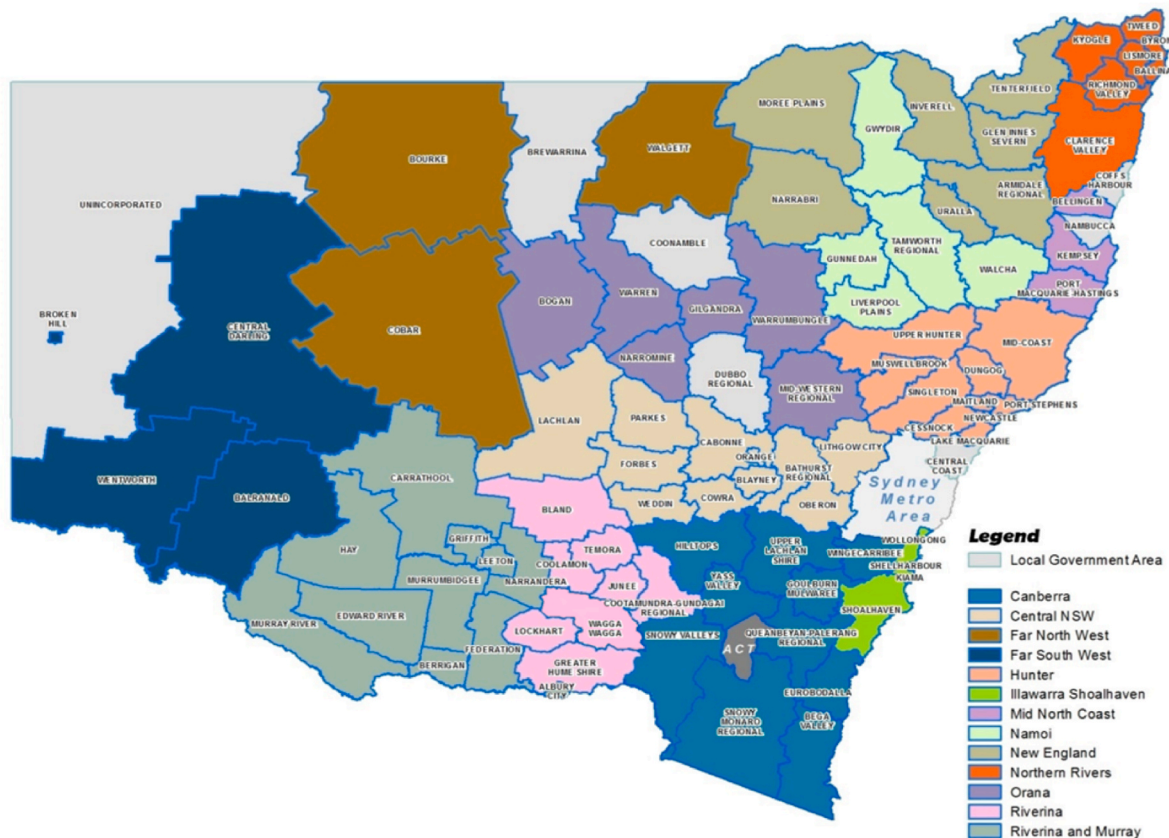 TWEED
KYOGLE
BYRON
LISMORE
BALLINA
RICHMOND
VALLEY
TENTERFIELD
MOREE PLAINS
INVERELL
GWYDIR
GLEN INNES
SEVERN
CLARENCE
VALLEY
BOURKE
BREWARRINA
WALGETT
COFFS
HARBOUR
UNINCORPORATED
NARRABRI
ARMIDALE
REGIONAL
URALLA
BELLINGEN
NAMBUCCA
COONAMBLE
TAMWORTH
REGIONAL
GUNNEDAH
WALCHA
KEMPSEY
PORT
MACQUARIE-HASTINGS
BOGAN
WARREN
GILGANDRA
WARRUMBUNGLE
LIVERPOOL
PLAINS
BROKEN
HILL
CENTRAL
DARLING
COBAR
UPPER HUNTER
MID-COAST
NARROMINE
DUBBO
REGIONAL
MID-WESTERN
REGIONAL
MUSWELLBROOK
DUNGOG
SINGLETON
MAITLAND
PORT STEPHENS
NEWCASTLE
CESSNOCK
LAKE MACQUARIE
LACHLAN
PARKES
CABONNE
LITHGOW CITY
ORANGE
FORBES
BATHURST
REGIONAL
BLAYNEY
CENTRAL
COAST
WENTWORTH
BALRANALD
CARRATHOOL
WEDDIN
COWRA
OBERON
Sydney
Metro
Area
BLAND
HAY
GRIFFITH
LEETON
TEMORA
COOLAMON
HILLTOPS
UPPER
LACHLAN
SHIRE
WOLLONGONG
WINGECARRIBEE
SHELLHARBOUR
KIAMA
MURRUMBIDGEE
NARRANDERA
JUNEE
YASS
VALLEY
GOULBURN
MULWAREE
COOTAMUNDRA-GUNDAGAI
REGIONAL
SHOALHAVEN
MURRAY RIVER
EDWARD RIVER
LOCKHART
WAGGA
WAGGA
SNOWY VALLEYS
QUEANBEYAN-PALERANG
REGIONAL
ACT
FEDERATION
BERRIGAN
GREATER
HUME SHIRE
ALBURY
CITY
EUROBODALLA
SNOWY
MONARO
REGIONAL
BEGA
VALLEY
Legend
Local Government Area
Canberra
Central NSW
Far North West
Far South West
Hunter
Illawarra Shoalhaven
Mid North Coast
Namoi
New England
Northern Rivers
Orana
Riverina
Riverina and Murray